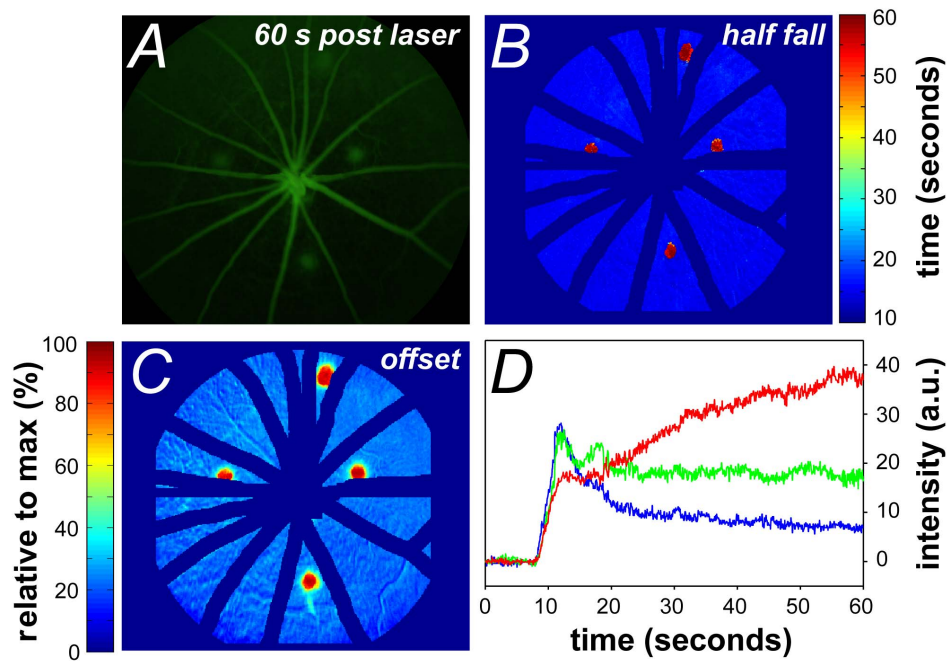 A
60 s post laser
B
half fall
60
50
40
30
20
10
time (seconds)
100
80
60
40
20
0
relative to max (%)
C
offset
D
40
30
20
10
0
intensity (a.u.)
0 10 20 30 40 50 60
time (seconds)